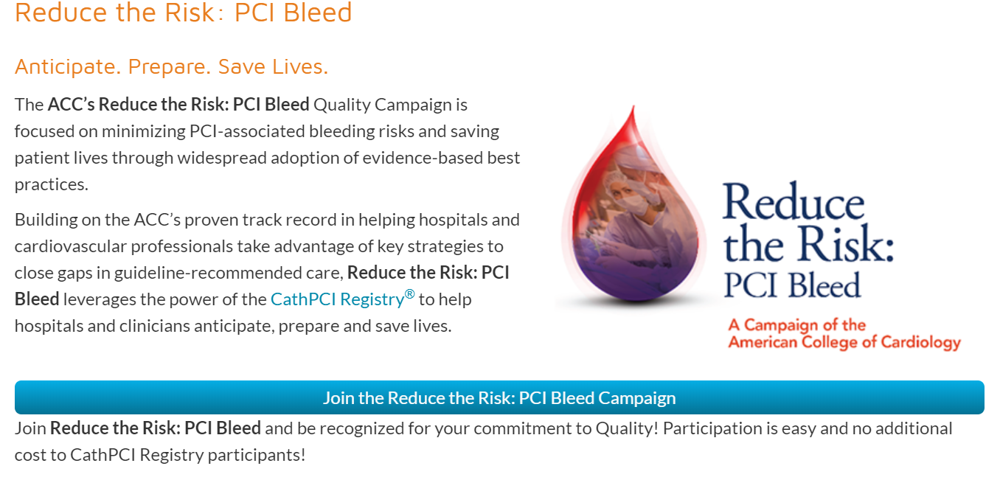 Reduce the Risk: PCI Bleed
Anticipate. Prepare. Save Lives.
The ACC’s Reduce the Risk: PCI Bleed Quality Campaign is
focused on minimizing PCI-associated bleeding risks and saving
patient lives through widespread adoption of evidence-based best
practices.
Building on the ACC’s proven track record in helping hospitals and
cardiovascular professionals take advantage of key strategies to
close gaps in guideline-recommended care, Reduce the Risk: PCI
Bleed leverages the power of the CathPCI Registry® to help
hospitals and clinicians anticipate, prepare and save lives.
Reduce
the Risk:
PCI Bleed
A Campaign of the
American College of Cardiology
Join the Reduce the Risk: PCI Bleed Campaign
Join Reduce the Risk: PCI Bleed and be recognized for your commitment to Quality! Participation is easy and no additional
cost to CathPCI Registry participants!